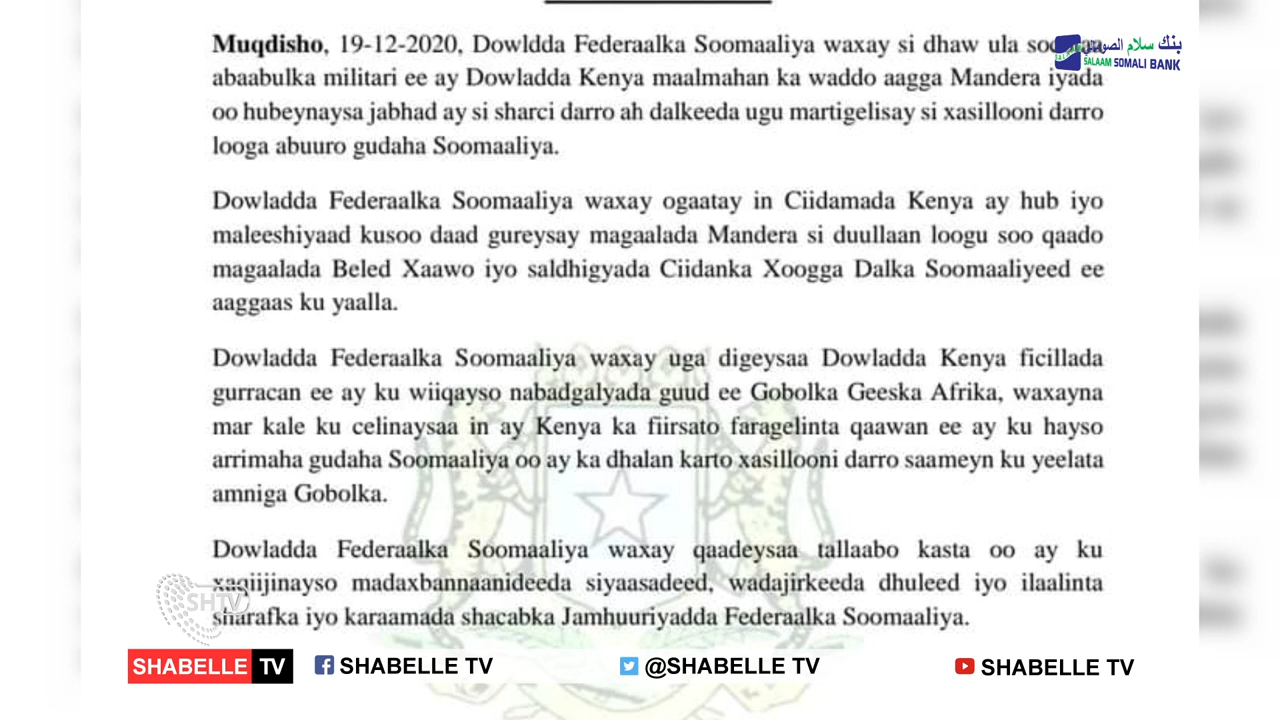 Muqdisho, 19-12-2020, Dowldda Federaalka Soomaaliya waxay si dhaw ula
بنك سلام الصومالي
SALAAM SOMALI BANK
abaabulka militari ee ay Dowladda Kenya maalmahan ka waddo aagga Mandera iyada
oo hubeynaysa jabhad ay si sharci darro ah dalkeeda ugu martigelisay si xasillooni darro
looga abuuro gudaha Soomaaliya.
Dowladda Federaalka Soomaaliya waxay ogaatay in Ciidamada Kenya ay hub iyo
maleeshiyaad kusoo daad gureysay magaalada Mandera si duullaan loogu soo qaado
magaalada Beled Xaawo iyo saldhigyada Ciidanka Xoogga Dalka Soomaaliyeed ee
aaggaas ku yaalla.
Dowladda Federaalka Soomaaliya waxay uga digeysaa Dowladda Kenya ficillada
gurracan ee ay ku wiiqayso nabadgalyada guud ee Gobolka Geeska Afrika, waxayna
mar kale ku celinaysaa in ay Kenya ka fiirsato faragelinta qaawan ee ay ku hayso
arrimaha gudaha Soomaaliya oo ay ka dhalan karto xasillooni darro saameyn ku yeelata
amniga Gobolka.
Dowladda Federaalka Soomaaliya waxay qaadeysaa tallaabo kasta oo ay ku
xaqiijinayso madaxbannaanideeda siyaasadeed, wadajirkeeda dhuleed iyo ilaalinta
sharafka iyo karaamada shacabka Jamhuuriyadda Federaalka Soomaaliya.
SHTV
SHABELLE TV
SHABELLE TV
@SHABELLE TV
SHABELLE TV